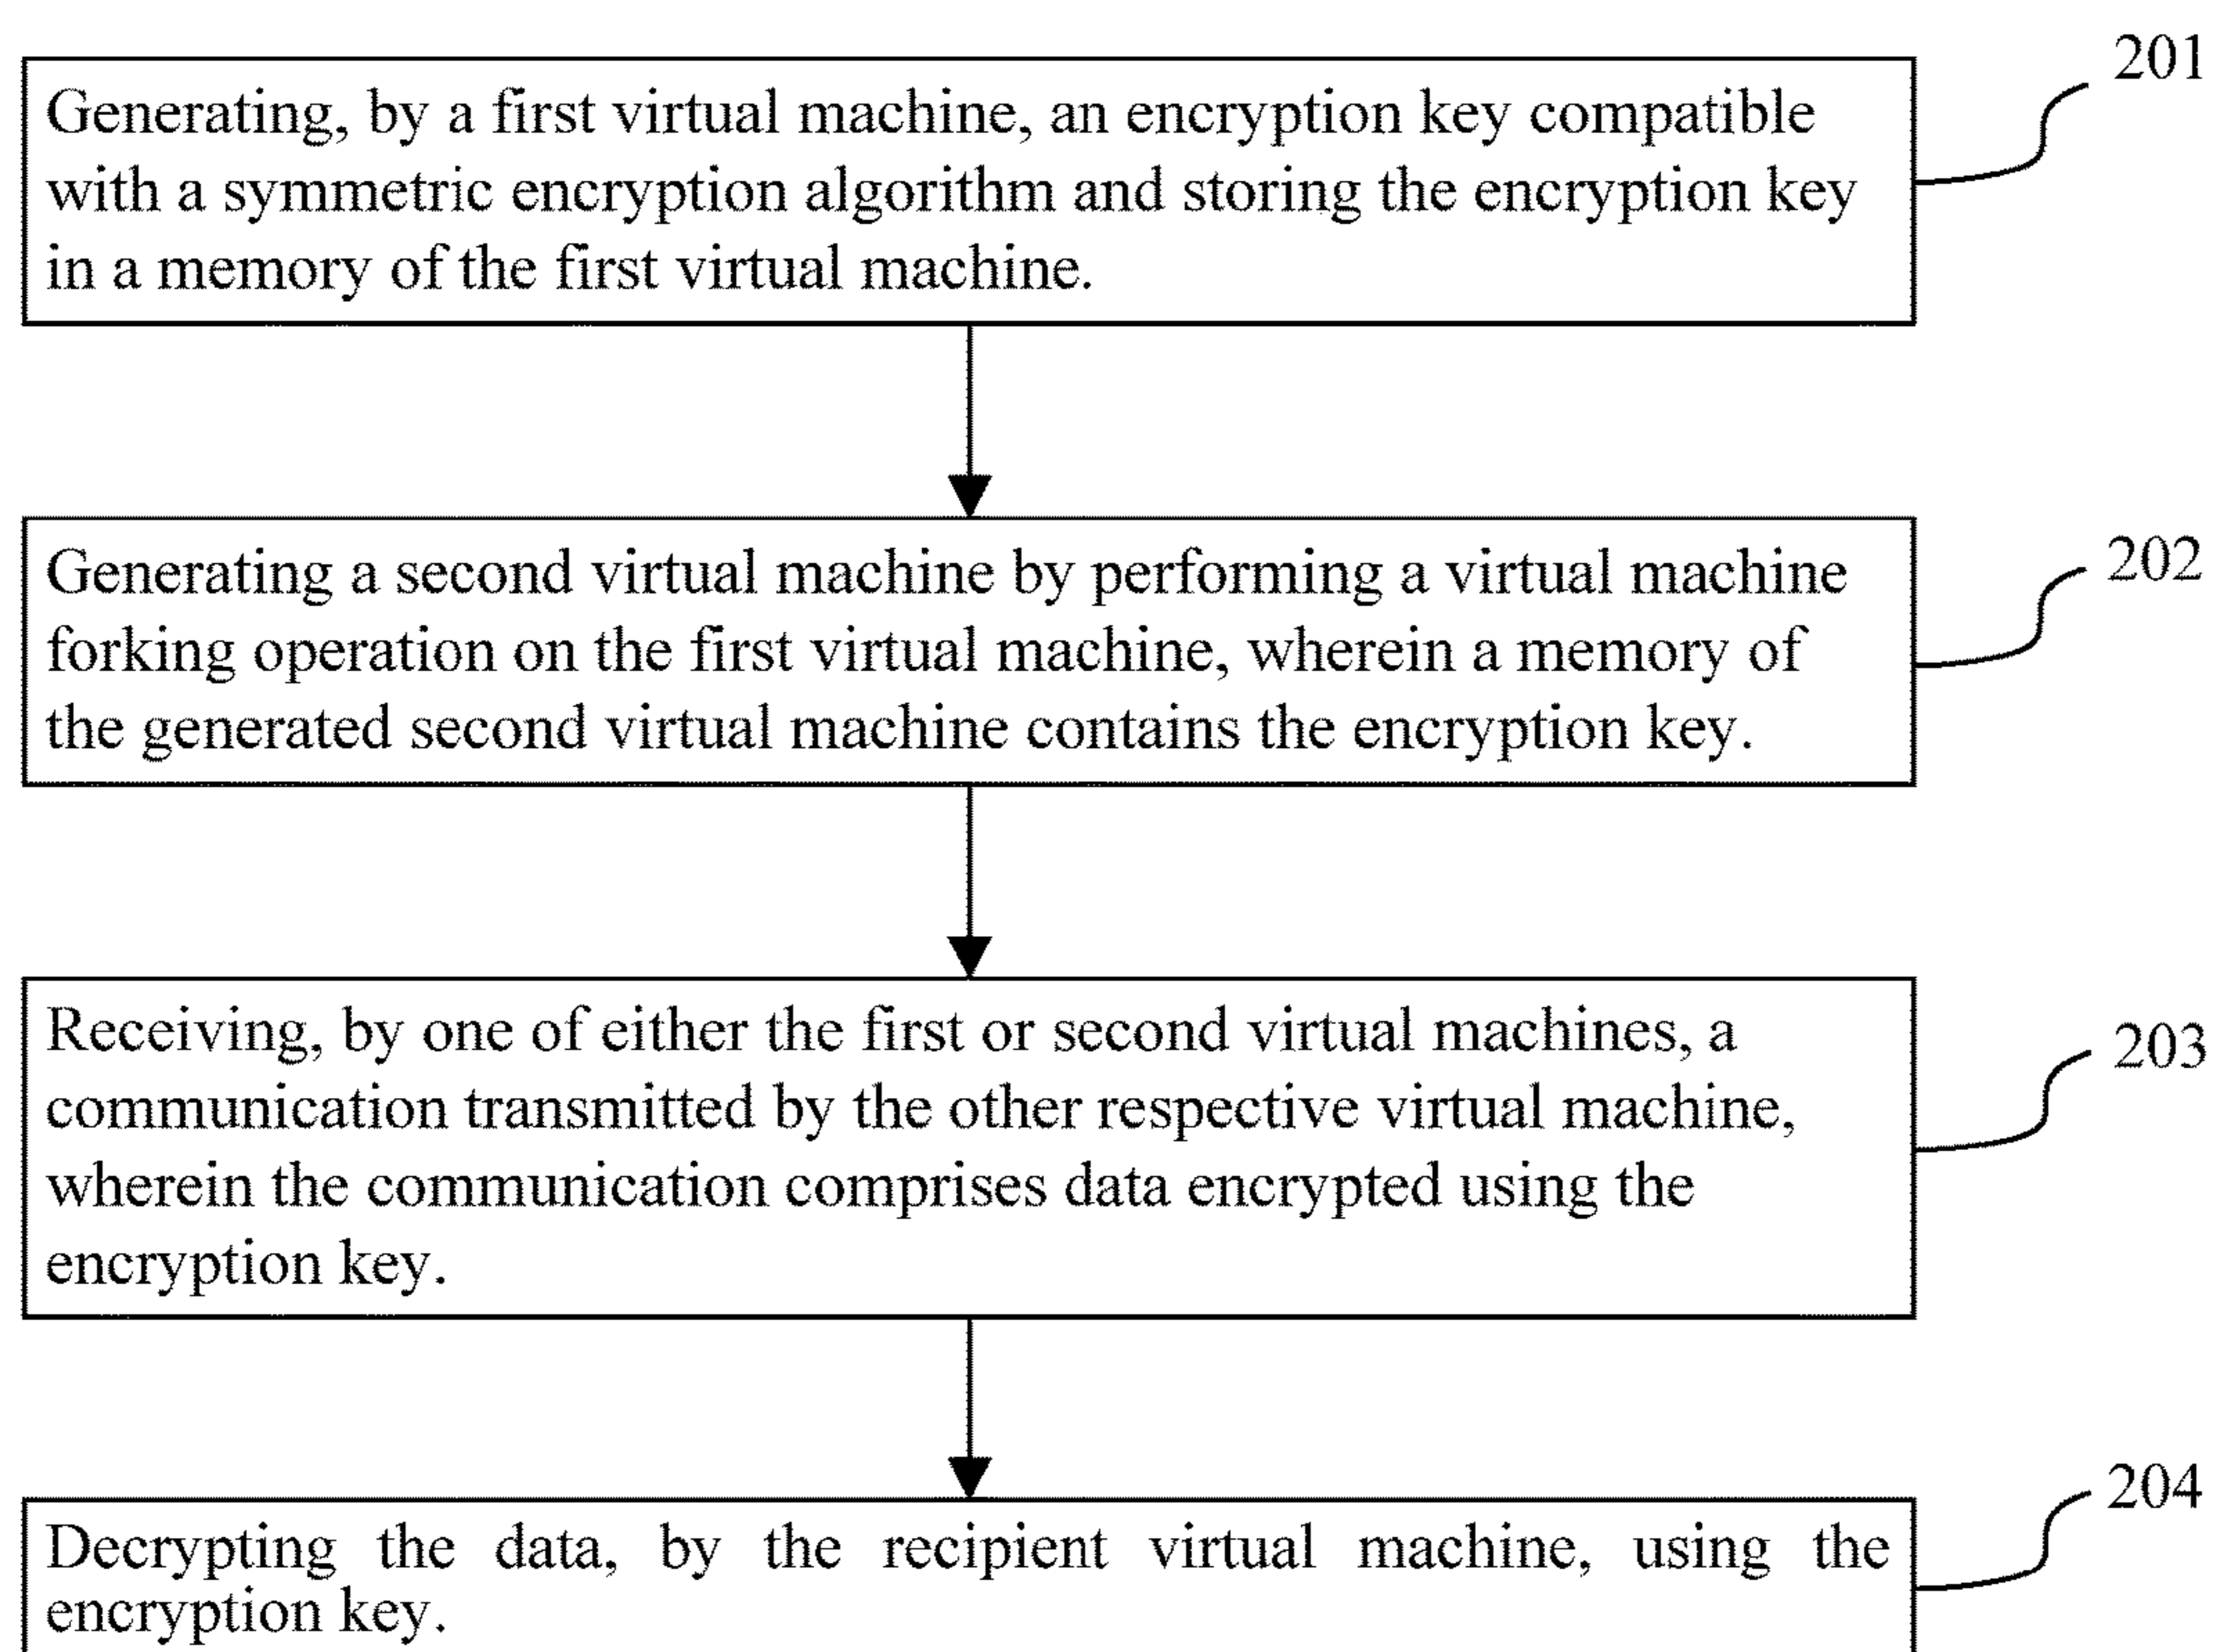 201
Generating, by a first virtual machine, an encryption key compatible
with a symmetric encryption algorithm and storing the encryption key
in a memory of the first virtual machine.
202
Generating a second virtual machine by performing a virtual machine
forking operation on the first virtual machine, wherein a memory of
the generated second virtual machine contains the encryption key.
203
Receiving, by one of either the first or second virtual machines, a
communication transmitted by the other respective virtual machine,
wherein the communication comprises data encrypted using the
encryption key.
204
Decrypting the data, by the recipient virtual machine, using the
encryption key.